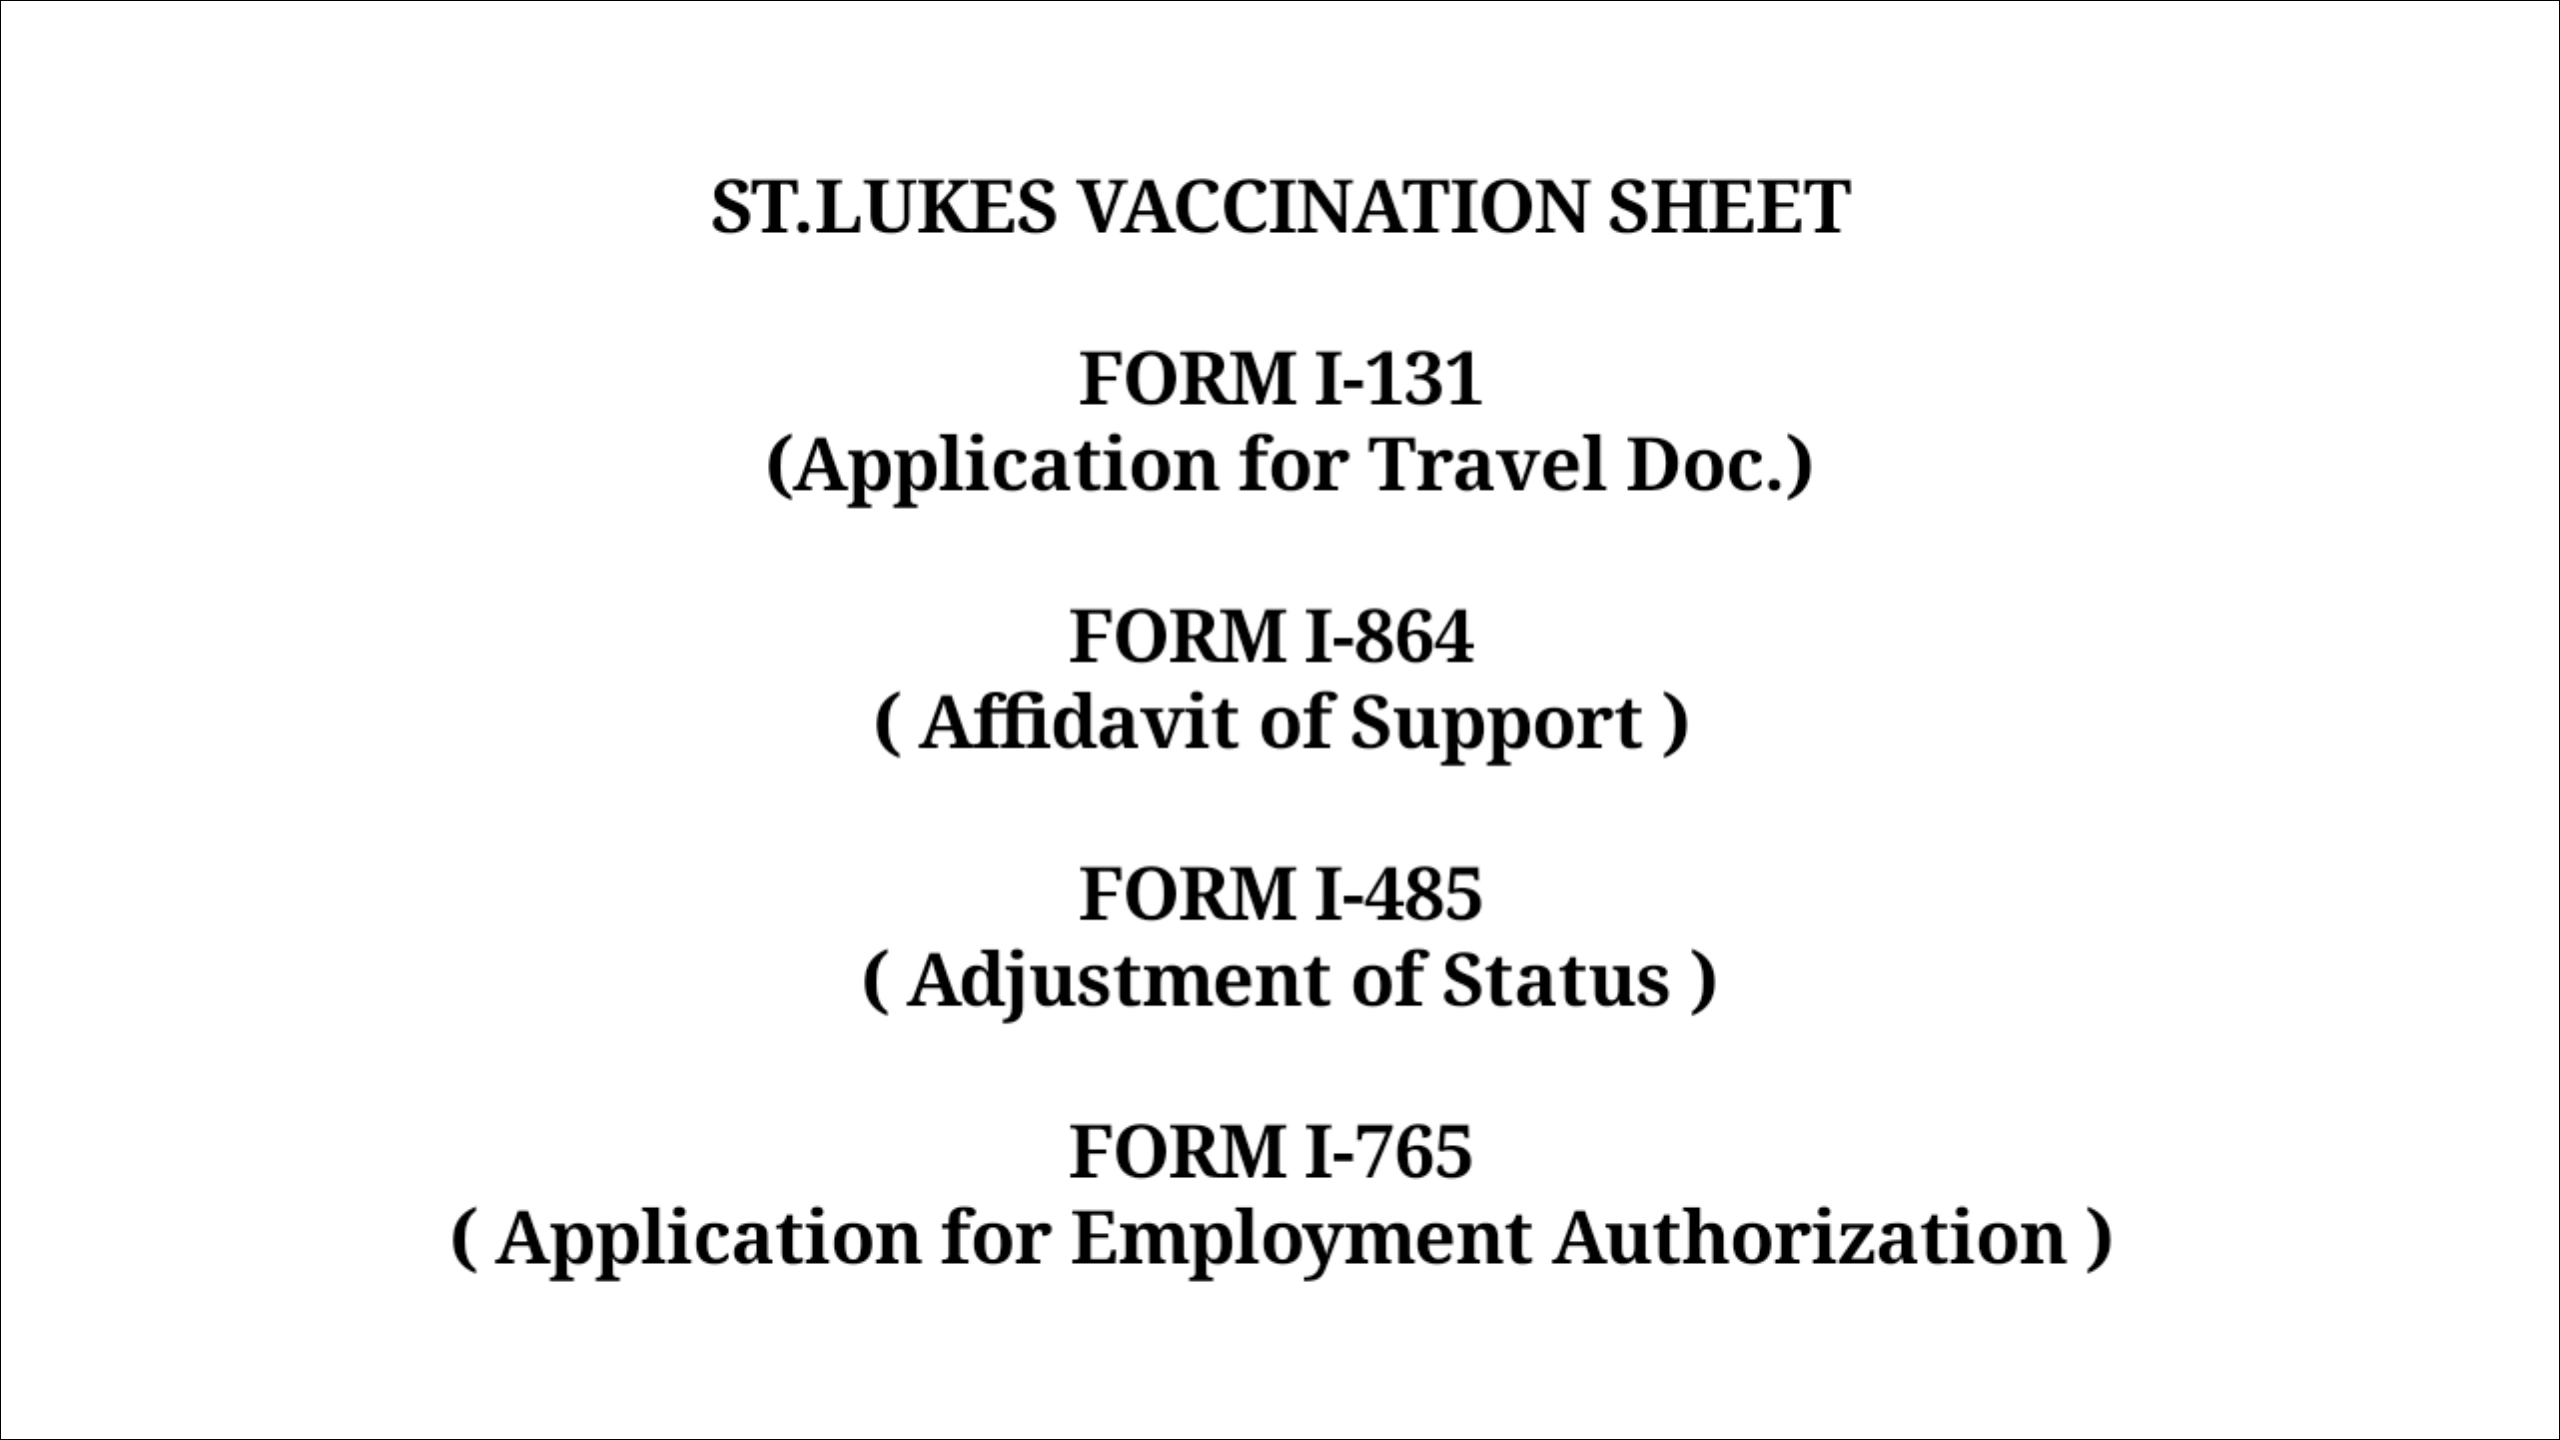 ST.LUKES VACCINATION SHEET
FORM I-131
(Application for Travel Doc.)
FORM I-864
( Affidavit of Support )
FORM I-485
( Adjustment of Status )
FORM I-765
( Application for Employment Authorization )